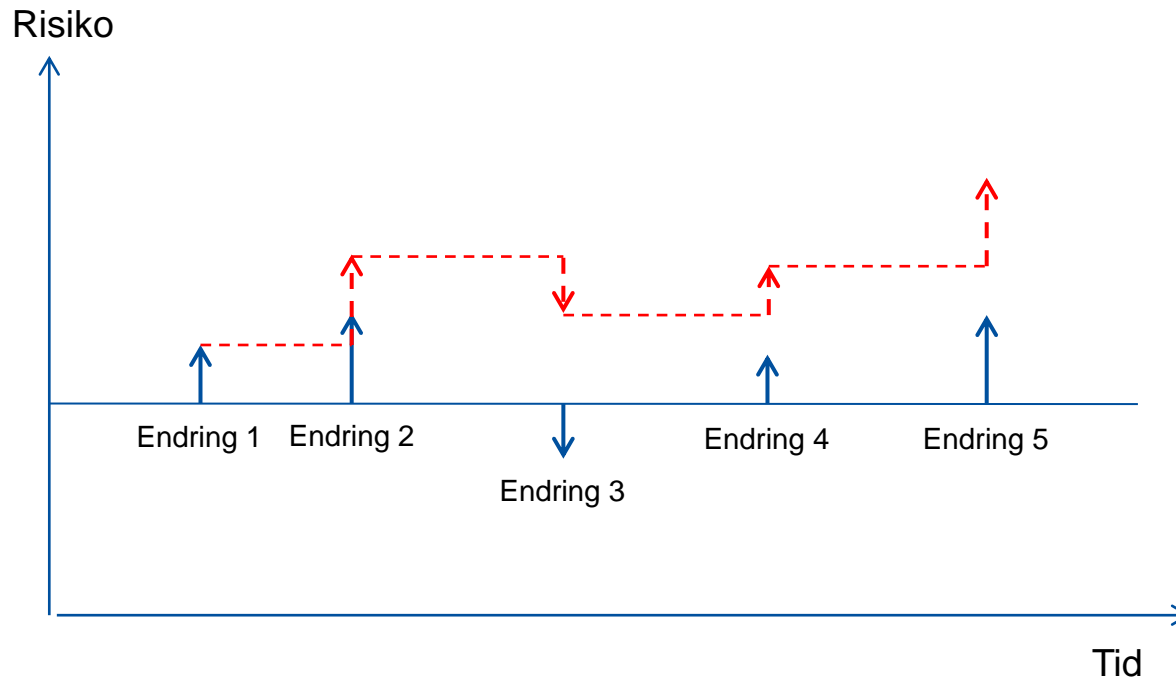 Risiko
Endring 1
Endring 2
Endring 3
Endring 4
Endring 5
Tid